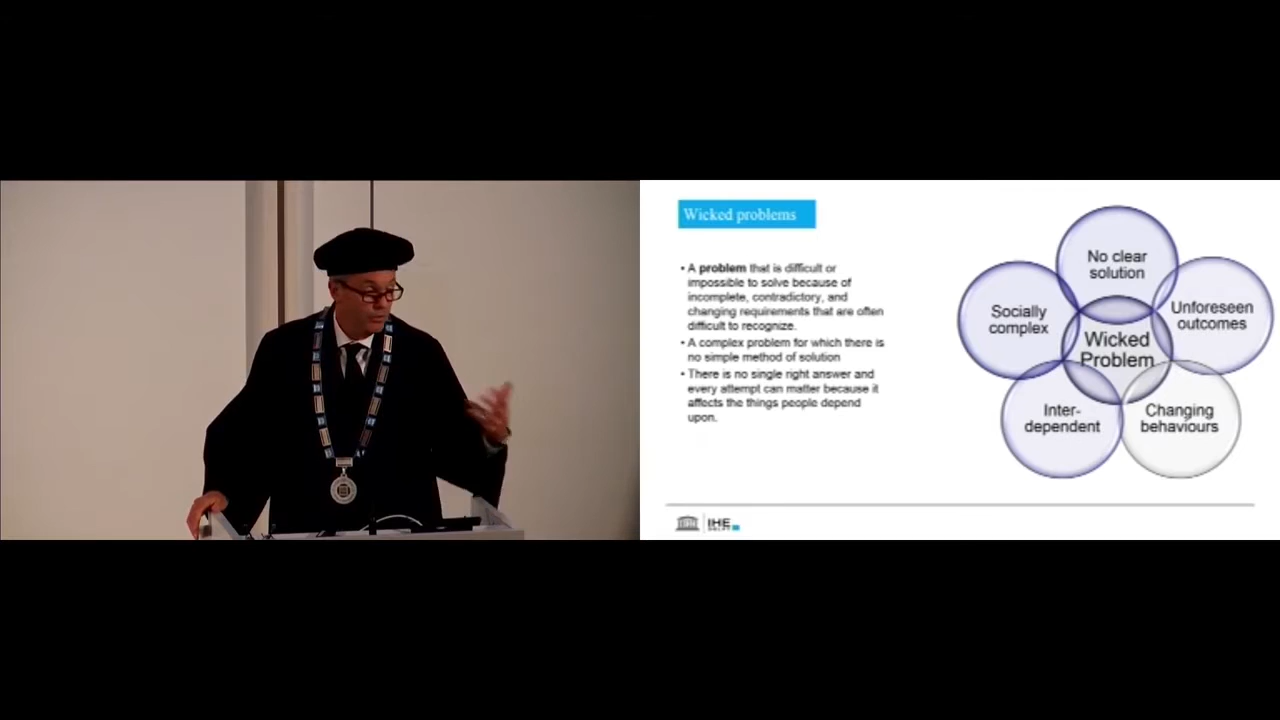 Wicked problems
• A problem that is difficult or
impossible to solve because of
incomplete, contradictory, and
changing requirements that are often
difficult to recognize.
• A complex problem for which there is
no simple method of solution
• There is no single right answer and
every attempt can matter because it
affects the things people depend
upon.
No clear
solution
Socially
complex
Unforeseen
outcomes
Wicked
Problem
Inter-
dependent
Changing
behaviours
IHE
DELFT